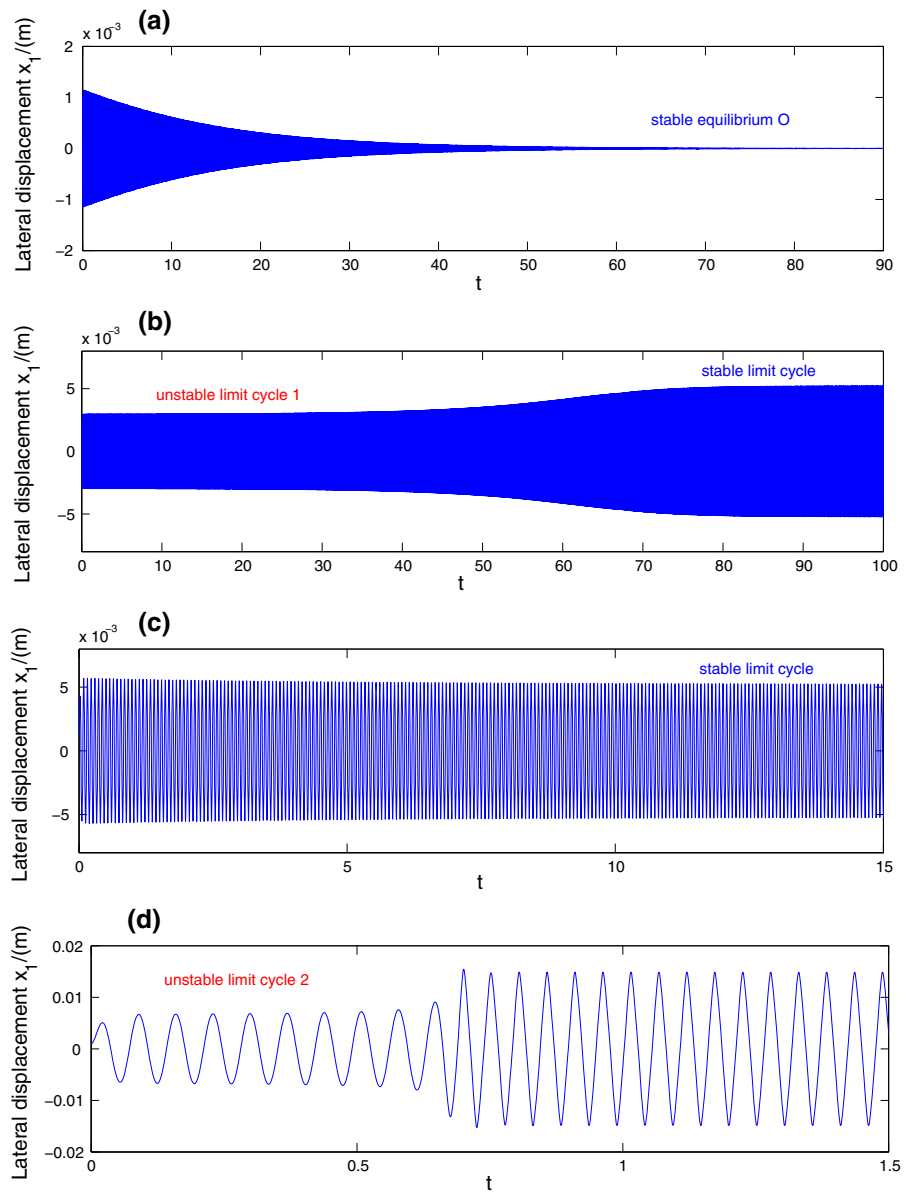 (a)
x 10⁻³
Lateral displacement x₁/(m)
2
1
0
−1
−2
stable equilibrium O
0 10 20 30 40 50 60 70 80 90
t
(b)
x 10⁻³
Lateral displacement x₁/(m)
5
0
−5
unstable limit cycle 1
stable limit cycle
0 10 20 30 40 50 60 70 80 90 100
t
(c)
x 10⁻³
Lateral displacement x₁/(m)
5
0
−5
stable limit cycle
0 5 10 15
t
(d)
Lateral displacement x₁/(m)
0.02
0.01
0
−0.01
−0.02
unstable limit cycle 2
0 0.5 1 1.5
t